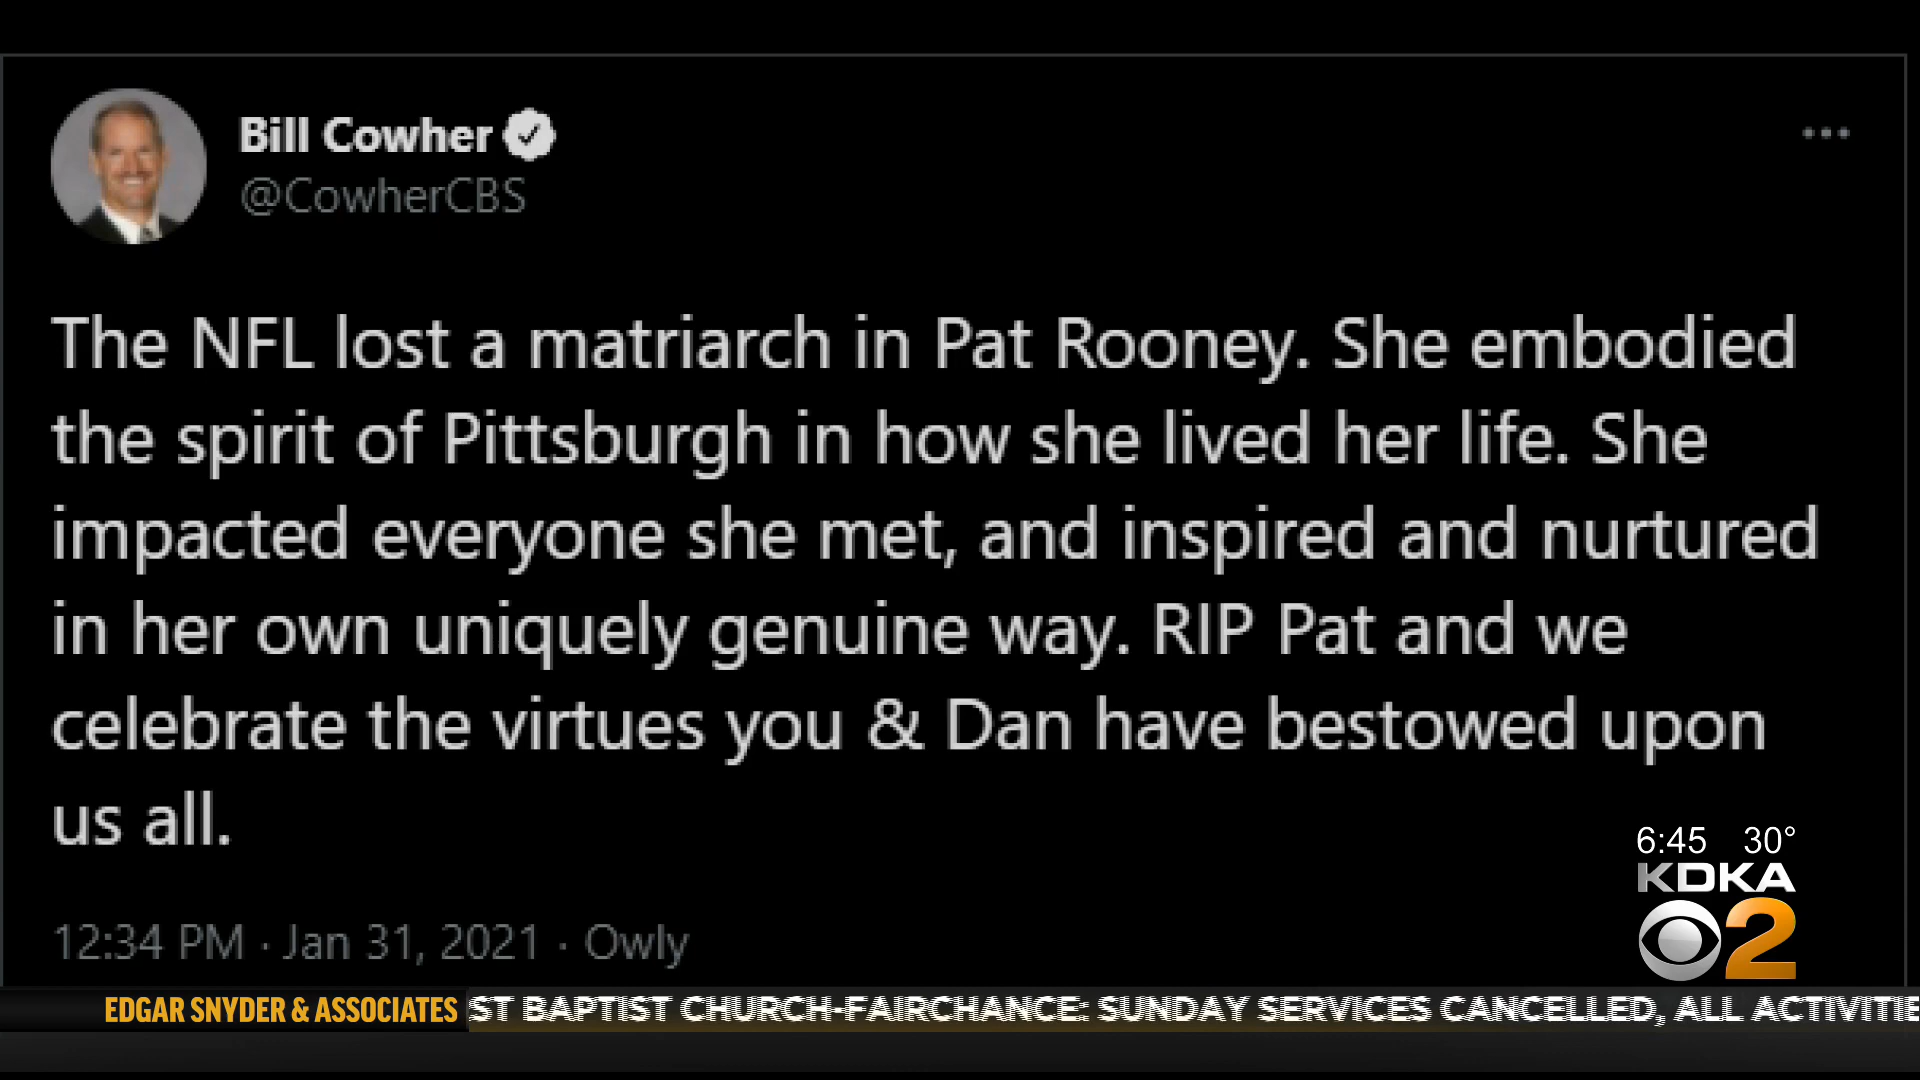 Bill Cowher
@CowherCBS
The NFL lost a matriarch in Pat Rooney. She embodied
the spirit of Pittsburgh in how she lived her life. She
impacted everyone she met, and inspired and nurtured
in her own uniquely genuine way. RIP Pat and we
celebrate the virtues you & Dan have bestowed upon
us all.
12:34 PM · Jan 31, 2021 · Owly
6:45 30°
KDKA
2
EDGAR SNYDER & ASSOCIATES ST BAPTIST CHURCH-FAIRCHANCE: SUNDAY SERVICES CANCELLED, ALL ACTIVITIE